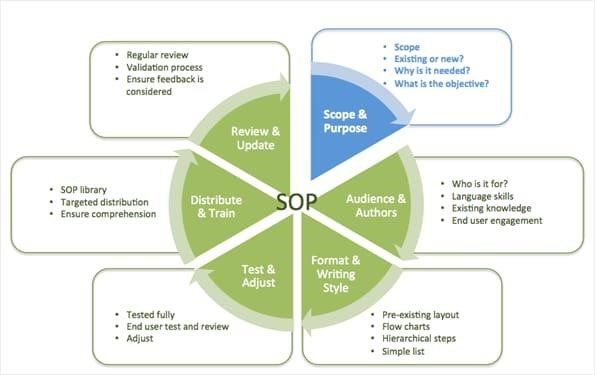 Scope
Existing or new?
Why is it needed?
What is the objective?
Scope &
Purpose
Who is it for?
Language skills
Existing knowledge
End user engagement
Audience &
Authors
Pre-existing layout
Flow charts
Hierarchical steps
Simple list
Format &
Writing
Style
Tested fully
End user test and review
Adjust
Test &
Adjust
SOP library
Targeted distribution
Ensure comprehension
Distribute
& Train
Regular review
Validation process
Ensure feedback is
considered
Review &
Update
SOP